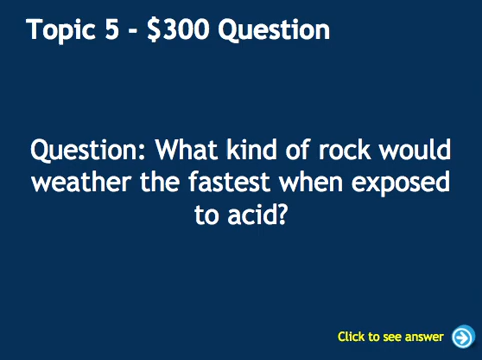 Topic 5 - $300 Question
Question: What kind of rock would
weather the fastest when exposed
to acid?
Click to see answer